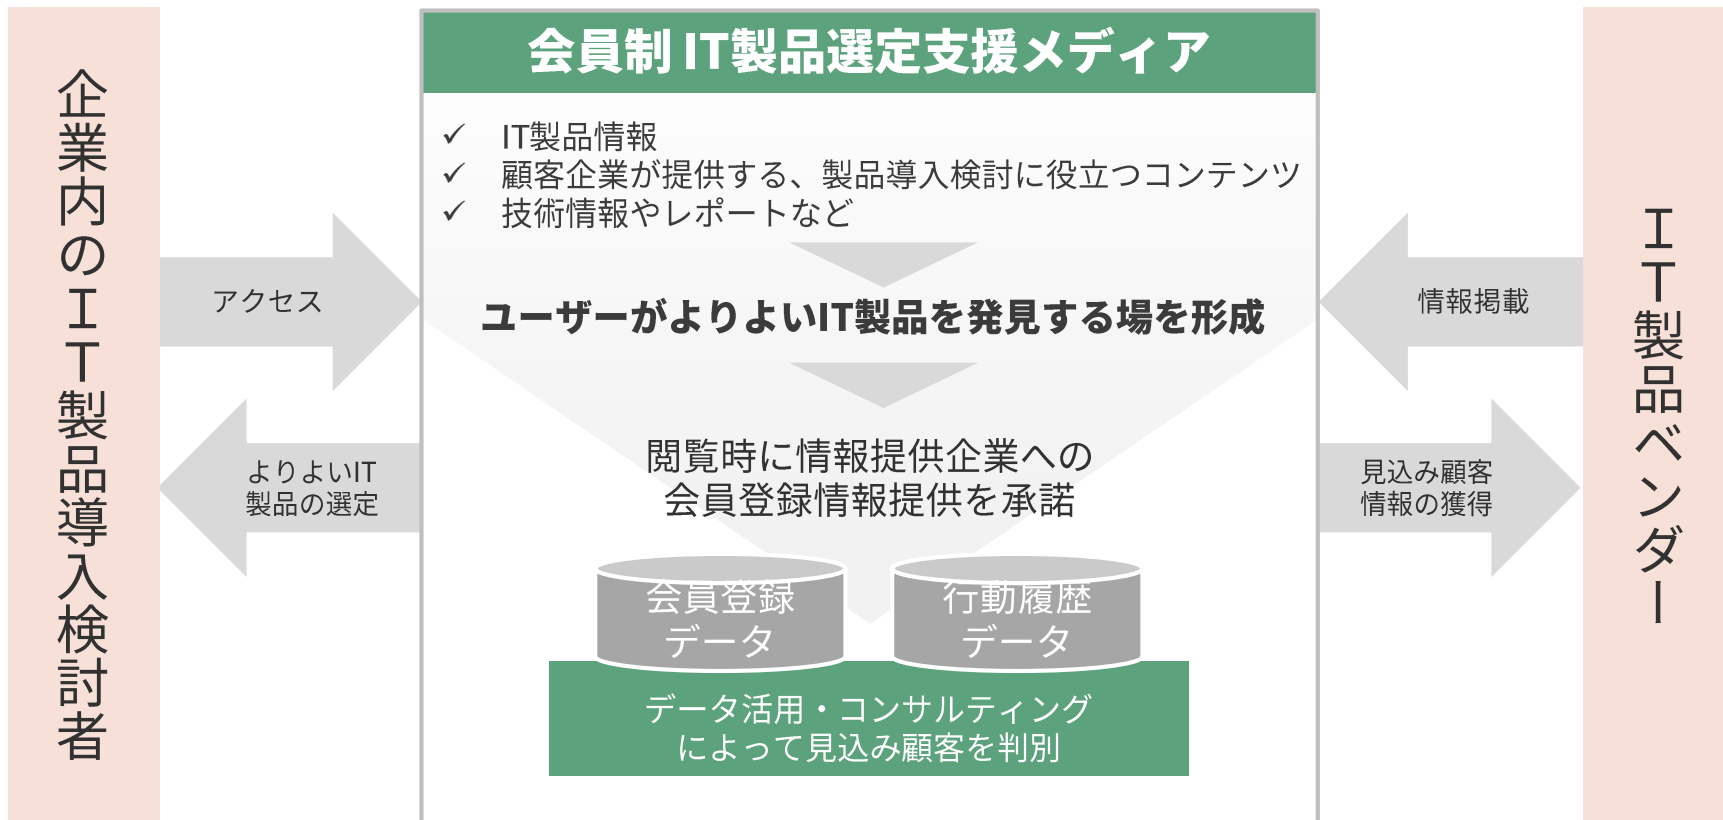 企業内のIT製品導入検討者
アクセス
よりよいIT
製品の選定
会員制 IT製品選定支援メディア
✓ IT製品情報
✓ 顧客企業が提供する、製品導入検討に役立つコンテンツ
✓ 技術情報やレポートなど
ユーザーがよりよいIT製品を発見する場を形成
閲覧時に情報提供企業への
会員登録情報提供を承諾
会員登録
データ
行動履歴
データ
データ活用・コンサルティング
によって見込み顧客を判別
情報掲載
見込み顧客
情報の獲得
IT製品ベンダー